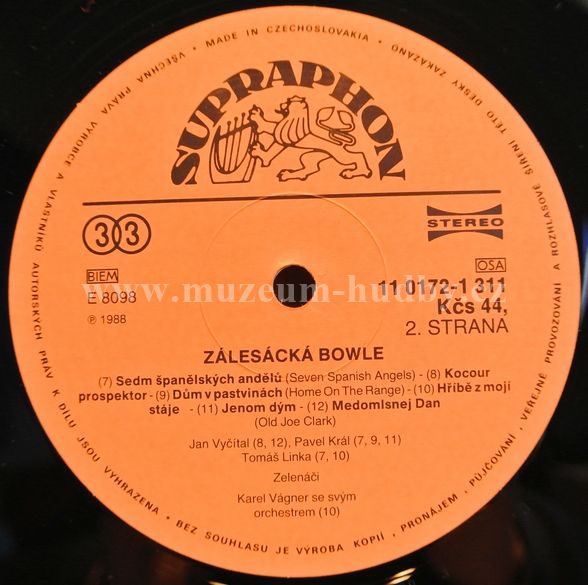 VŠECHNA PRÁVA VÝROBCE A VLASTNÍKŮ AUTORSKÝCH PRÁV K DÍLU JSOU VYHRAZENA • BEZ SOUHLASU JE VÝROBA KOPIÍ, PRONÁJEM, PŮJČOVÁNÍ, VEŘEJNÉ PROVOZOVÁNÍ A ROZHLASOVÉ ŠÍŘENÍ TÉTO DESKY ZAKÁZÁNO • MADE IN CZECHOSLOVAKIA •
SUPRAPHON
33
STEREO
BIEM
OSA
E 8098
11 0172-1 311
Kčs 44,
℗ 1988
2. STRANA
www.muzeum-hudby.cz
ZÁLESÁCKÁ BOWLE
(7) Sedm španělských andělů (Seven Spanish Angels) - (8) Kocour
prospektor - (9) Dům v pastvinách (Home On The Range) - (10) Hříbě z mojí
stáje - (11) Jenom dým - (12) Medomlsnej Dan
(Old Joe Clark)
Jan Vyčítal (8, 12), Pavel Král (7, 9, 11)
Tomáš Linka (7, 10)
Zelenáči
Karel Vágner se svým
orchestrem (10)